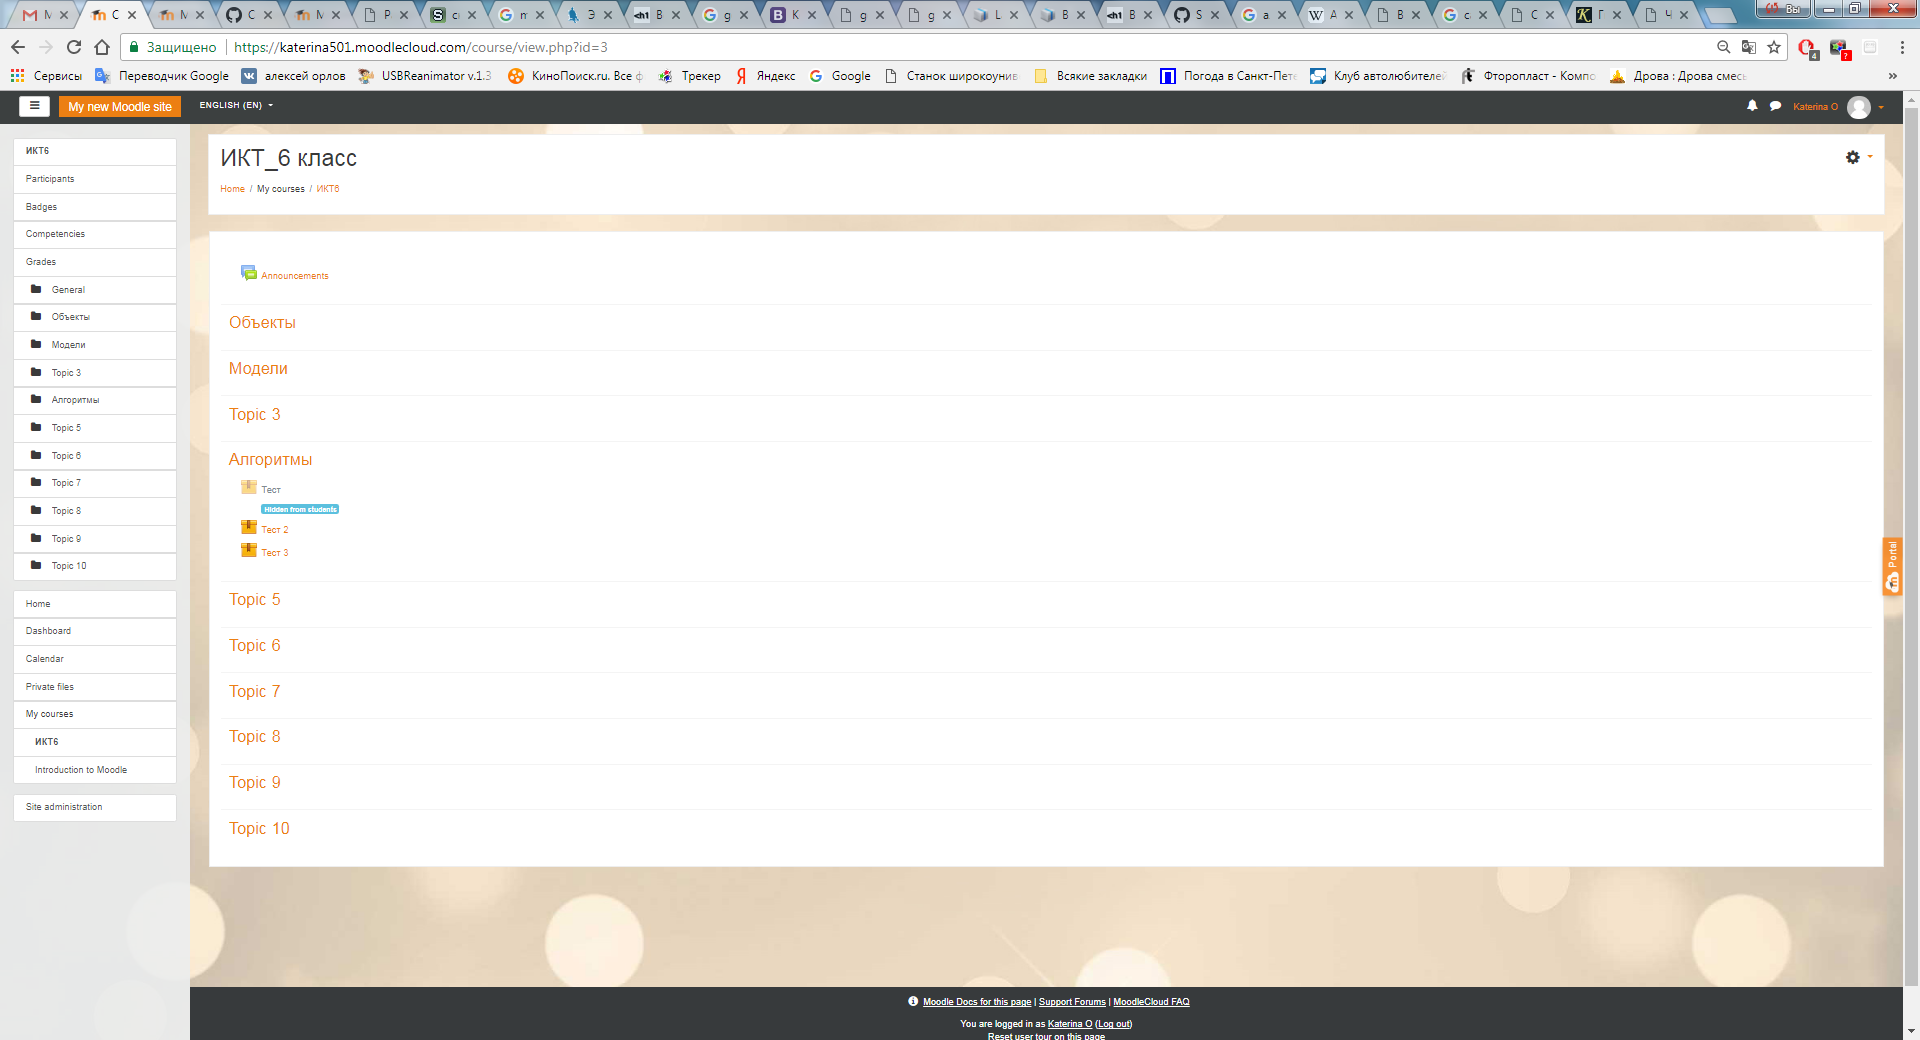 Вы
Защищено https://katerina501.moodlecloud.com/course/view.php?id=3
Сервисы Переводчик Google алексей орлов USBReanimator v.1.3 КиноПоиск.ru. Все Трекер Яндекс Google Станок широкоунив Всякие закладки Погода в Санкт-Пете Клуб автолюбителей Фторопласт - Компо Дрова : Дрова смесь
My new Moodle site ENGLISH (EN) Katerina O
ИКТ6
Participants
Badges
Competencies
Grades
General
Объекты
Модели
Topic 3
Алгоритмы
Topic 5
Topic 6
Topic 7
Topic 8
Topic 9
Topic 10
Home
Dashboard
Calendar
Private files
My courses
ИКТ6
Introduction to Moodle
Site administration
ИКТ_6 класс
Home / My courses / ИКТ6
Announcements
Объекты
Модели
Topic 3
Алгоритмы
Тест
Hidden from students
Тест 2
Тест 3
Topic 5
Topic 6
Topic 7
Topic 8
Topic 9
Topic 10
Portal
Moodle Docs for this page | Support Forums | MoodleCloud FAQ
You are logged in as Katerina O (Log out)
Reset user tour on this page